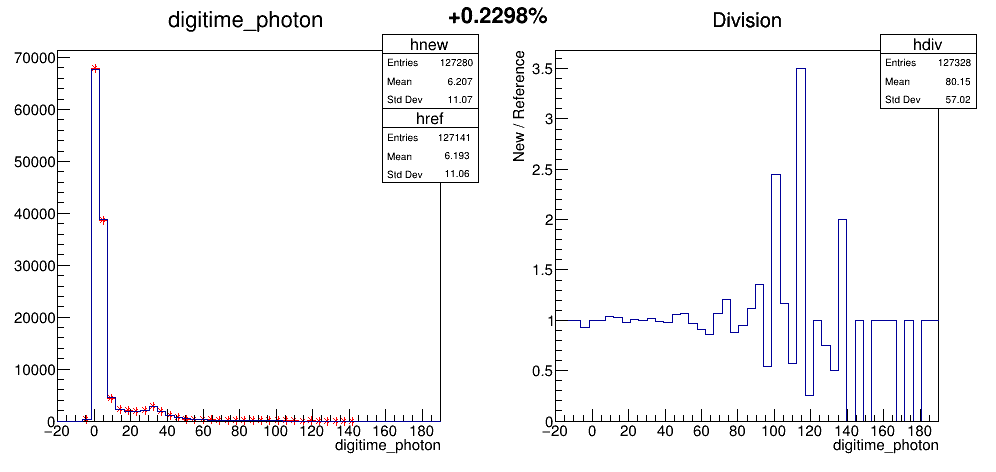 +0.2298%
digitime_photon
hnew
Entries 127280
Mean 6.207
Std Dev 11.07
href
Entries 127141
Mean 6.193
Std Dev 11.06
70000
60000
50000
40000
30000
20000
10000
0
−20 0 20 40 60 80 100 120 140 160 180
digitime_photon
Division
hdiv
Entries 127328
Mean 80.15
Std Dev 57.02
New / Reference
3.5
3
2.5
2
1.5
1
0.5
0
−20 0 20 40 60 80 100 120 140 160 180
digitime_photon